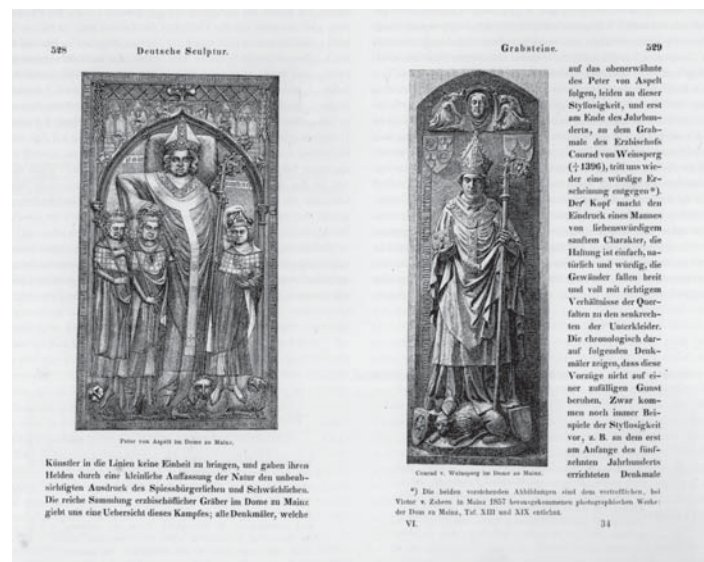 528
Deutsche Sculptur.
Peter von Aspelt im Dome zu Mainz.
Künstler in die Linien keine Einheit zu bringen, und gaben ihren
Helden durch eine kleinliche Auffassung der Natur den unbeab-
sichtigten Ausdruck des Spiessbürgerlichen und Schwächlichen.
Die reiche Sammlung erzbischöflicher Gräber im Dome zu Mainz
giebt uns eine Uebersicht dieses Kampfes; alle Denkmäler, welche
Grabsteine.
529
auf das obenerwähnte
des Peter von Aspelt
folgen, leiden an dieser
Styllosigkeit, und erst
am Ende des Jahrhun-
derts, an dem Grab-
male des Erzbischofs
Conrad von Weinsperg
(†1396), tritt uns wie-
der eine würdige Er-
scheinung entgegen*).
Der Kopf macht den
Eindruck eines Mannes
von liebenswürdigem
sanftem Charakter, die
Haltung ist einfach, na-
türlich und würdig, die
Gewänder fallen breit
und voll mit richtigem
Verhältnisse der Quer-
falten zu den senkrech-
ten der Unterkleider.
Die chronologisch dar-
auf folgenden Denk-
mäler zeigen, dass diese
Vorzüge nicht auf ei-
ner zufälligen Gunst
beruhen. Zwar kom-
men noch immer Bei-
spiele der Styllosigkeit
vor, z. B. an dem erst
am Anfange des fünf-
zehnten Jahrhunderts
errichteten Denkmale
Conrad v. Weinsperg im Dome zu Mainz.
*) Die beiden vorstehenden Abbildungen sind dem vortrefflichen, bei
Victor v. Zabern in Mainz 1857 herausgekommenen photographischen Werke:
der Dom zu Mainz, Taf. XIII und XIX entlehnt.
VI.
34